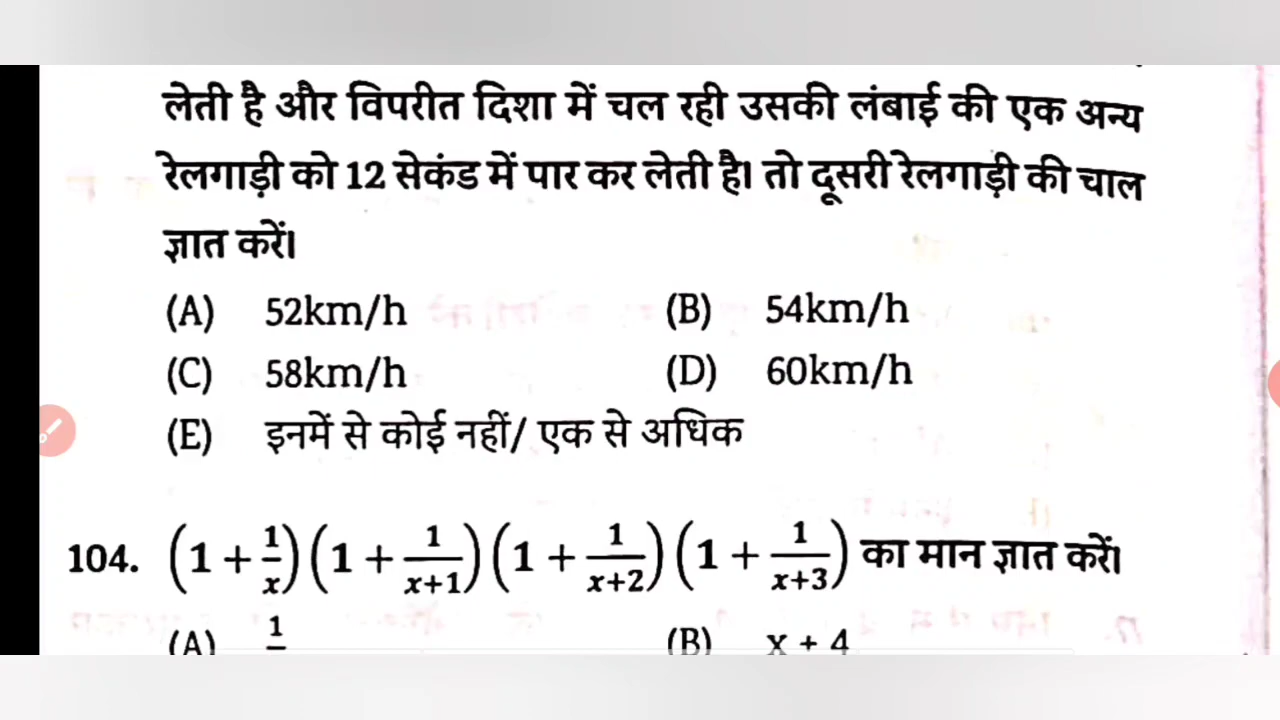 लेती है और विपरीत दिशा में चल रही उसकी लंबाई की एक अन्य
रेलगाड़ी को 12 सेकंड में पार कर लेती है। तो दूसरी रेलगाड़ी की चाल
ज्ञात करें।
(A) 52km/h (B) 54km/h
(C) 58km/h (D) 60km/h
(E) इनमें से कोई नहीं/ एक से अधिक
104. (1 + 1/x)(1 + 1/(x+1))(1 + 1/(x+2))(1 + 1/(x+3)) का मान ज्ञात करें।
(A) 1 (B) x + 4